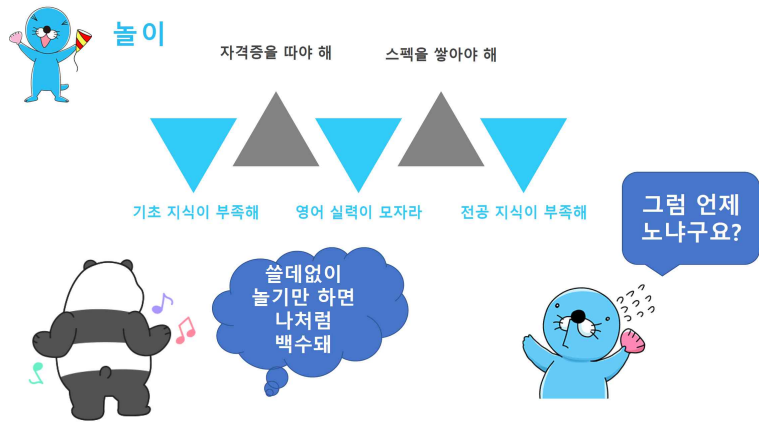 놀이
자격증을 따야 해
스펙을 쌓아야 해
기초 지식이 부족해
영어 실력이 모자라
전공 지식이 부족해
그럼 언제
노냐구요?
쓸데없이
놀기만 하면
나처럼
백수돼